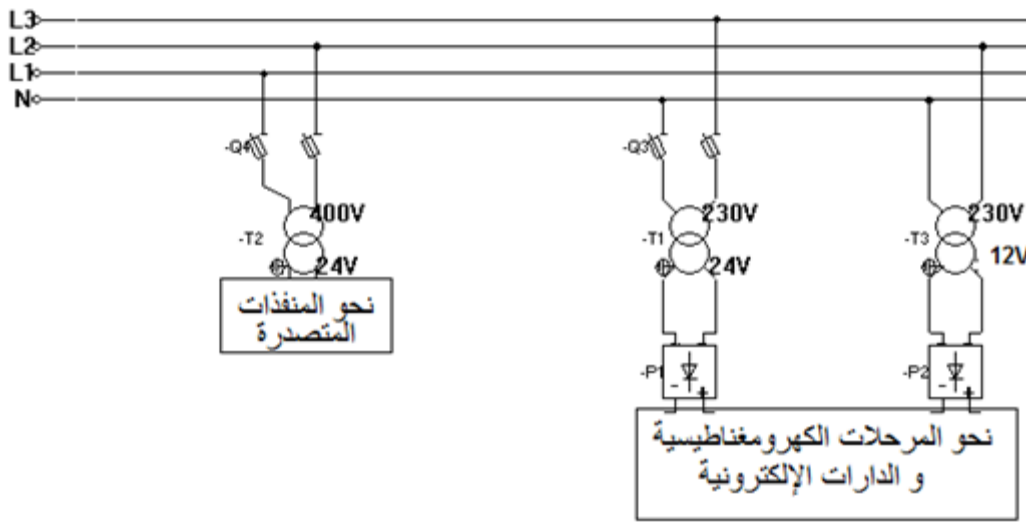 L3
L2
L1
N
-Q4
-Q3
400V
230V
230V
-T2
-T1
-T3
24V
24V
12V
نحو المنفذات
المتصدرة
-P1
-P2
- +
- +
نحو المرحلات الكهرومغناطيسية
و الدارات الإلكترونية